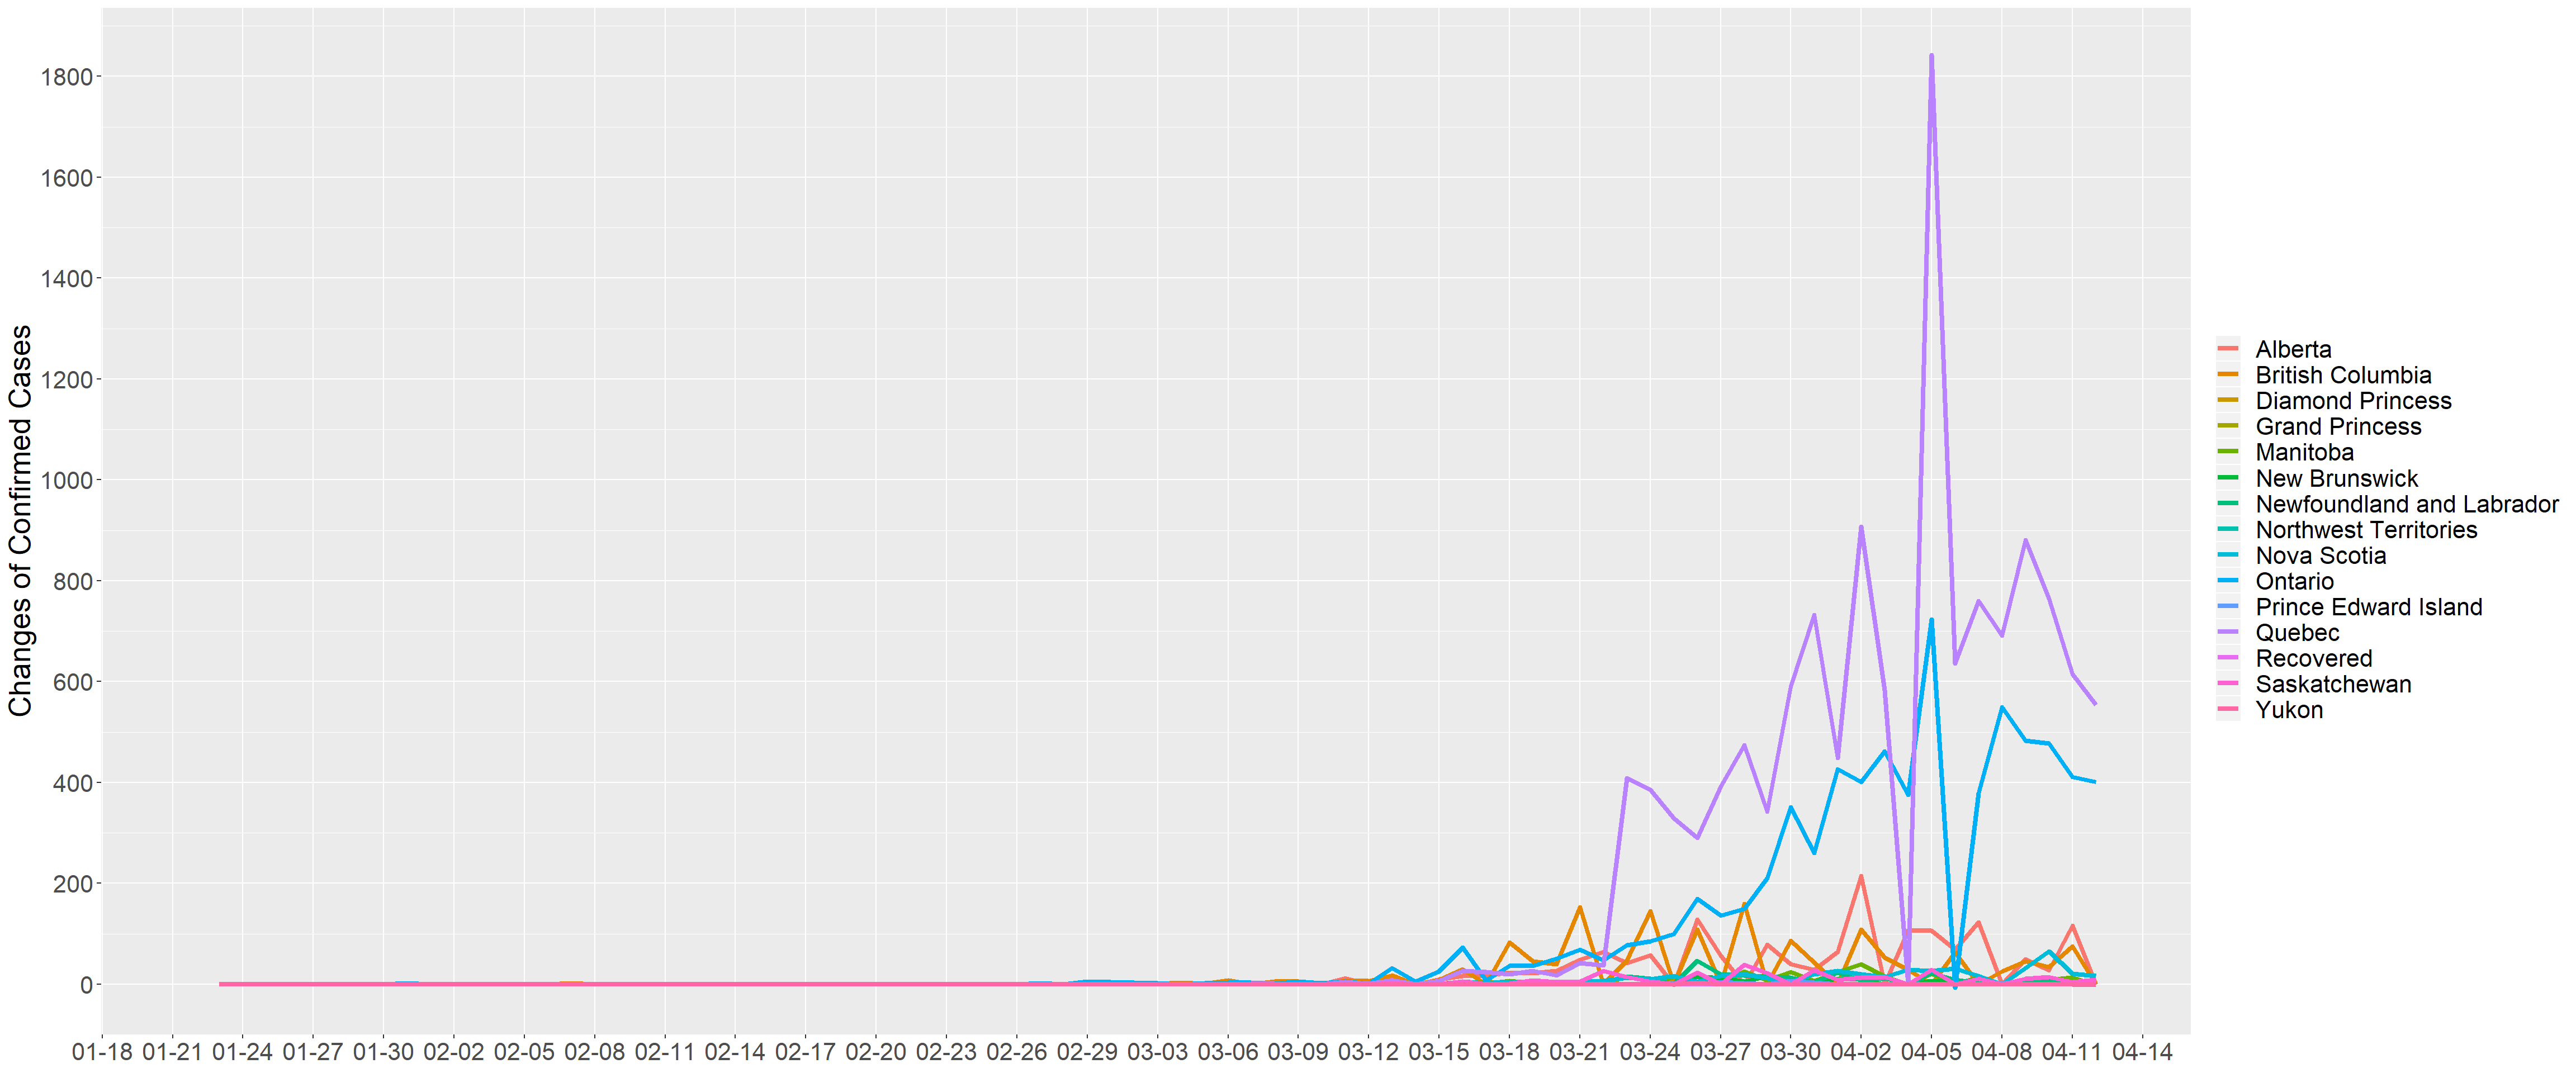 Changes of Confirmed Cases
1800
1600
1400
1200
1000
800
600
400
200
0
01-18 01-21 01-24 01-27 01-30 02-02 02-05 02-08 02-11 02-14 02-17 02-20 02-23 02-26 02-29 03-03 03-06 03-09 03-12 03-15 03-18 03-21 03-24 03-27 03-30 04-02 04-05 04-08 04-11 04-14
Alberta
British Columbia
Diamond Princess
Grand Princess
Manitoba
New Brunswick
Newfoundland and Labrador
Northwest Territories
Nova Scotia
Ontario
Prince Edward Island
Quebec
Recovered
Saskatchewan
Yukon